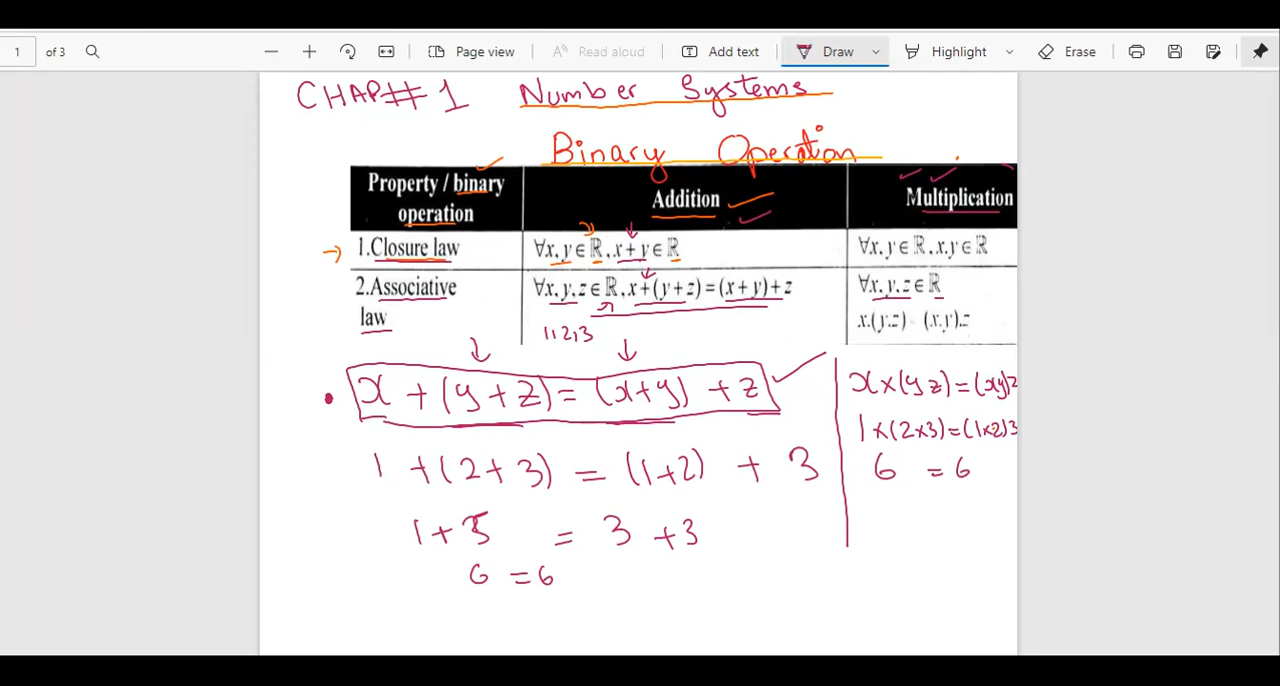 1 of 3 Page view Read aloud Add text Draw Highlight Erase
CHAP# 1 Number Systems
Binary Operation
Property / binary operation Addition Multiplication
1.Closure law ∀x, y ∈ ℝ, x + y ∈ ℝ ∀x, y ∈ ℝ, x.y ∈ ℝ
2.Associative law ∀x, y, z ∈ ℝ, x+(y+z)=(x+y)+z ∀x, y, z ∈ ℝ
x.(y.z) (x.y).z
1,2,3
x + (y + z) = (x+y) + z
x × (y z) = (xy)z
1 + (2 + 3) = (1+2) + 3
1 × (2×3) = (1×2)3
6 = 6
1 + 5 = 3 + 3
6 = 6